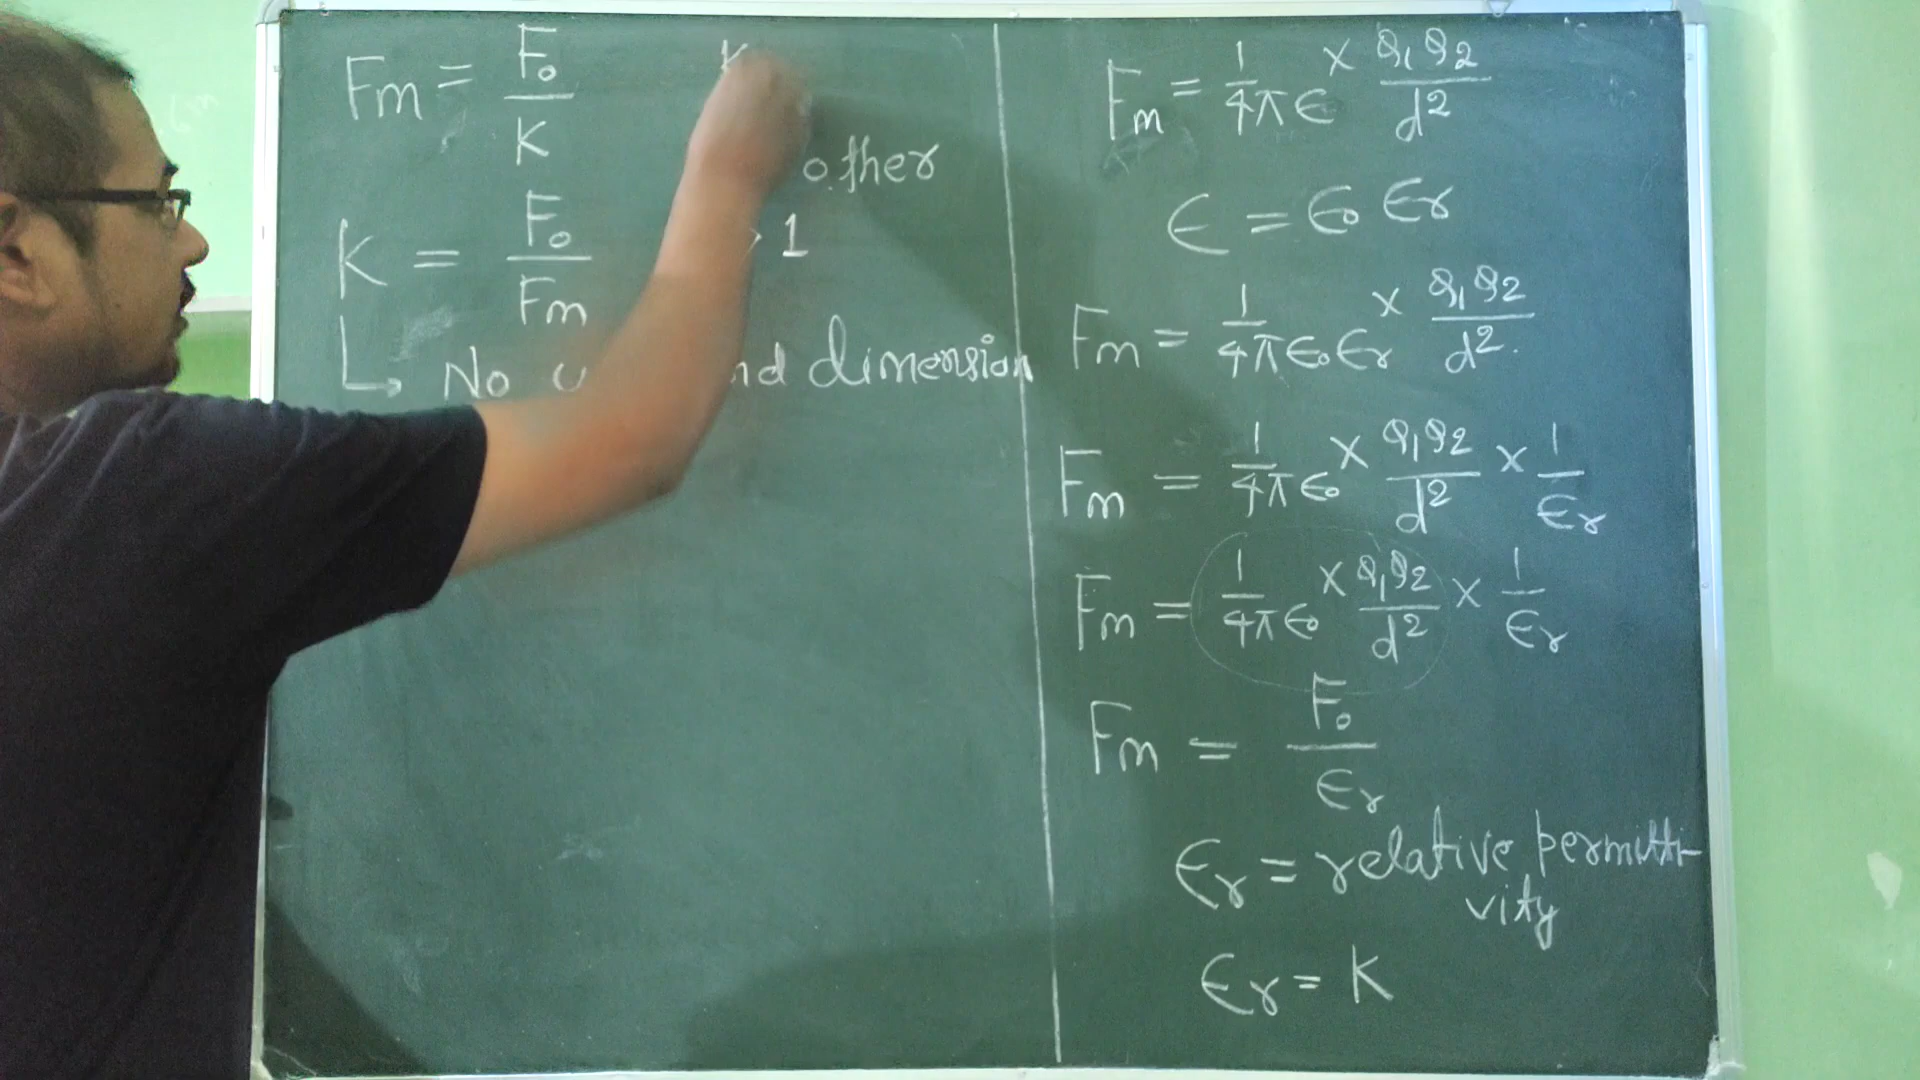 Fm = F₀/K
K
other
K = F₀/Fm
> 1
No nd dimension
Fm = 1/4πϵ × Q₁Q₂/d²
ϵ = ϵ₀ ϵr
Fm = 1/4πϵ₀ϵr × Q₁Q₂/d².
Fm = 1/4πϵ₀ × Q₁Q₂/d² × 1/ϵr
Fm = 1/4πϵ₀ × Q₁Q₂/d² × 1/ϵr
Fm = F₀/ϵr
ϵr = relative permitti-
vity
ϵr = K